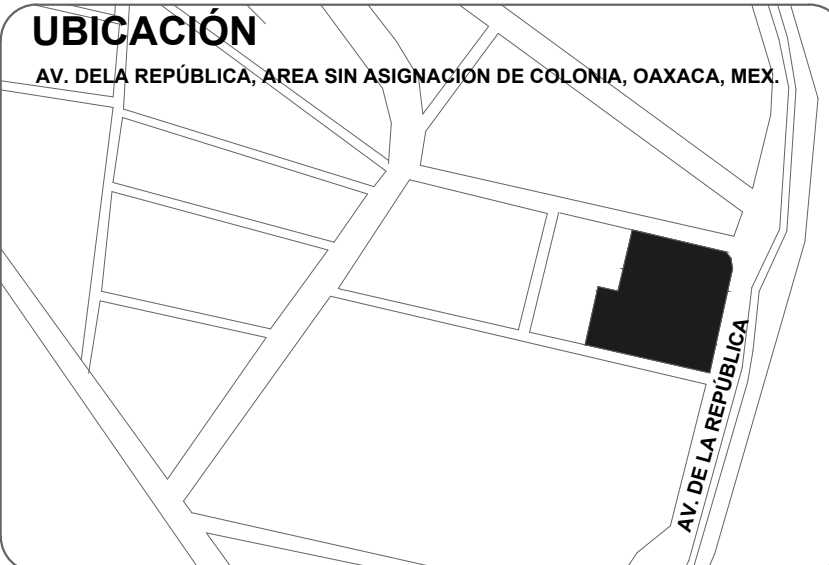 UBICACIÓN
AV. DELA REPÚBLICA, AREA SIN ASIGNACION DE COLONIA, OAXACA, MEX.
AV. DE LA REPÚBLICA